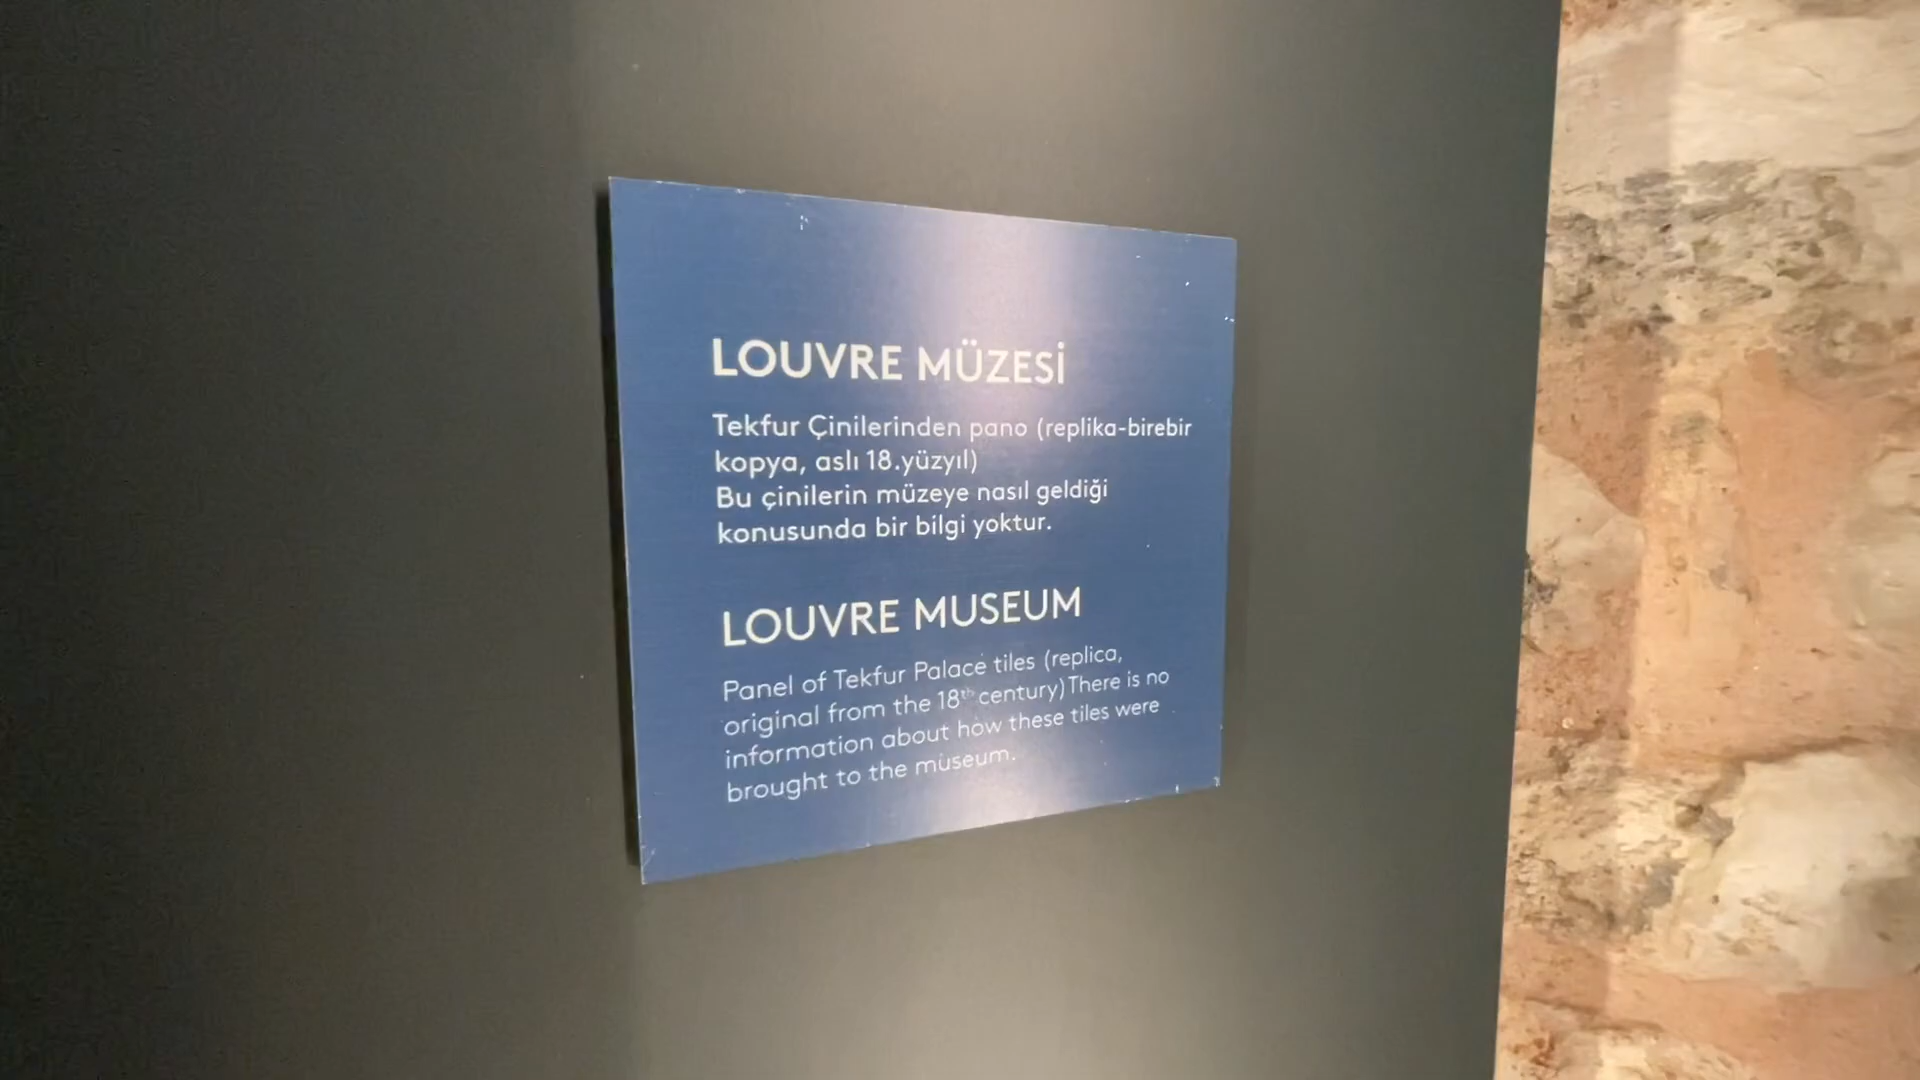 LOUVRE MÜZESİ
Tekfur Çinilerinden pano (replika-birebir
kopya, aslı 18.yüzyıl)
Bu çinilerin müzeye nasıl geldiği
konusunda bir bilgi yoktur.
LOUVRE MUSEUM
Panel of Tekfur Palace tiles (replica,
original from the 18th century)There is no
information about how these tiles were
brought to the museum.